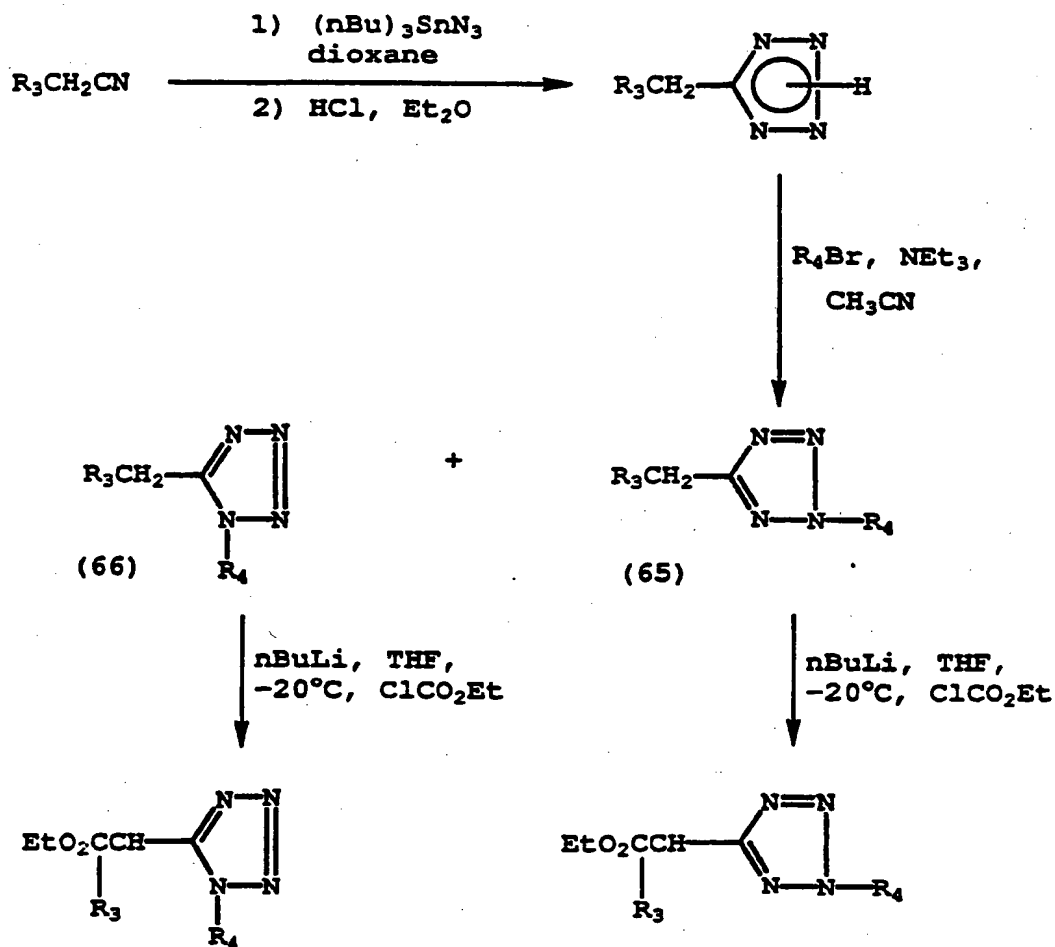 1) (nBu)₃SnN₃
dioxane
R₃CH₂CN
2) HCl, Et₂O
N N
R₃CH₂ H
N N
R₄Br, NEt₃,
CH₃CN
N N
R₃CH₂
N N
R₄
(66)
+
N N
R₃CH₂
N N R₄
(65)
nBuLi, THF,
-20°C, ClCO₂Et
nBuLi, THF,
-20°C, ClCO₂Et
N N
EtO₂CCH
N N
R₃
R₄
N N
EtO₂CCH
N N R₄
R₃